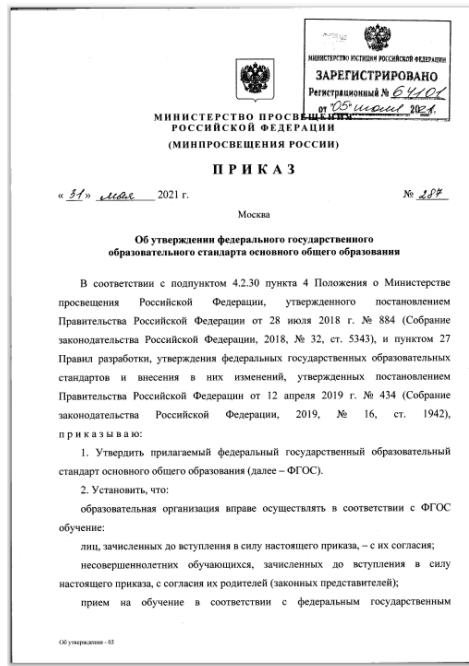 МИНИСТЕРСТВО ЮСТИЦИИ РОССИЙСКОЙ ФЕДЕРАЦИИ
ЗАРЕГИСТРИРОВАНО
Регистрационный № 64101
от "05" июля 2021.
МИНИСТЕРСТВО ПРОСВЕЩЕНИЯ
РОССИЙСКОЙ ФЕДЕРАЦИИ
(МИНПРОСВЕЩЕНИЯ РОССИИ)
ПРИКАЗ
« 31 » мая 2021 г. № 287
Москва
Об утверждении федерального государственного
образовательного стандарта основного общего образования
В соответствии с подпунктом 4.2.30 пункта 4 Положения о Министерстве
просвещения Российской Федерации, утвержденного постановлением
Правительства Российской Федерации от 28 июля 2018 г. № 884 (Собрание
законодательства Российской Федерации, 2018, № 32, ст. 5343), и пунктом 27
Правил разработки, утверждения федеральных государственных образовательных
стандартов и внесения в них изменений, утвержденных постановлением
Правительства Российской Федерации от 12 апреля 2019 г. № 434 (Собрание
законодательства Российской Федерации, 2019, № 16, ст. 1942),
приказываю:
1. Утвердить прилагаемый федеральный государственный образовательный
стандарт основного общего образования (далее – ФГОС).
2. Установить, что:
образовательная организация вправе осуществлять в соответствии с ФГОС
обучение:
лиц, зачисленных до вступления в силу настоящего приказа, – с их согласия;
несовершеннолетних обучающихся, зачисленных до вступления в силу
настоящего приказа, с согласия их родителей (законных представителей);
прием на обучение в соответствии с федеральным государственным
Об утверждении - 03